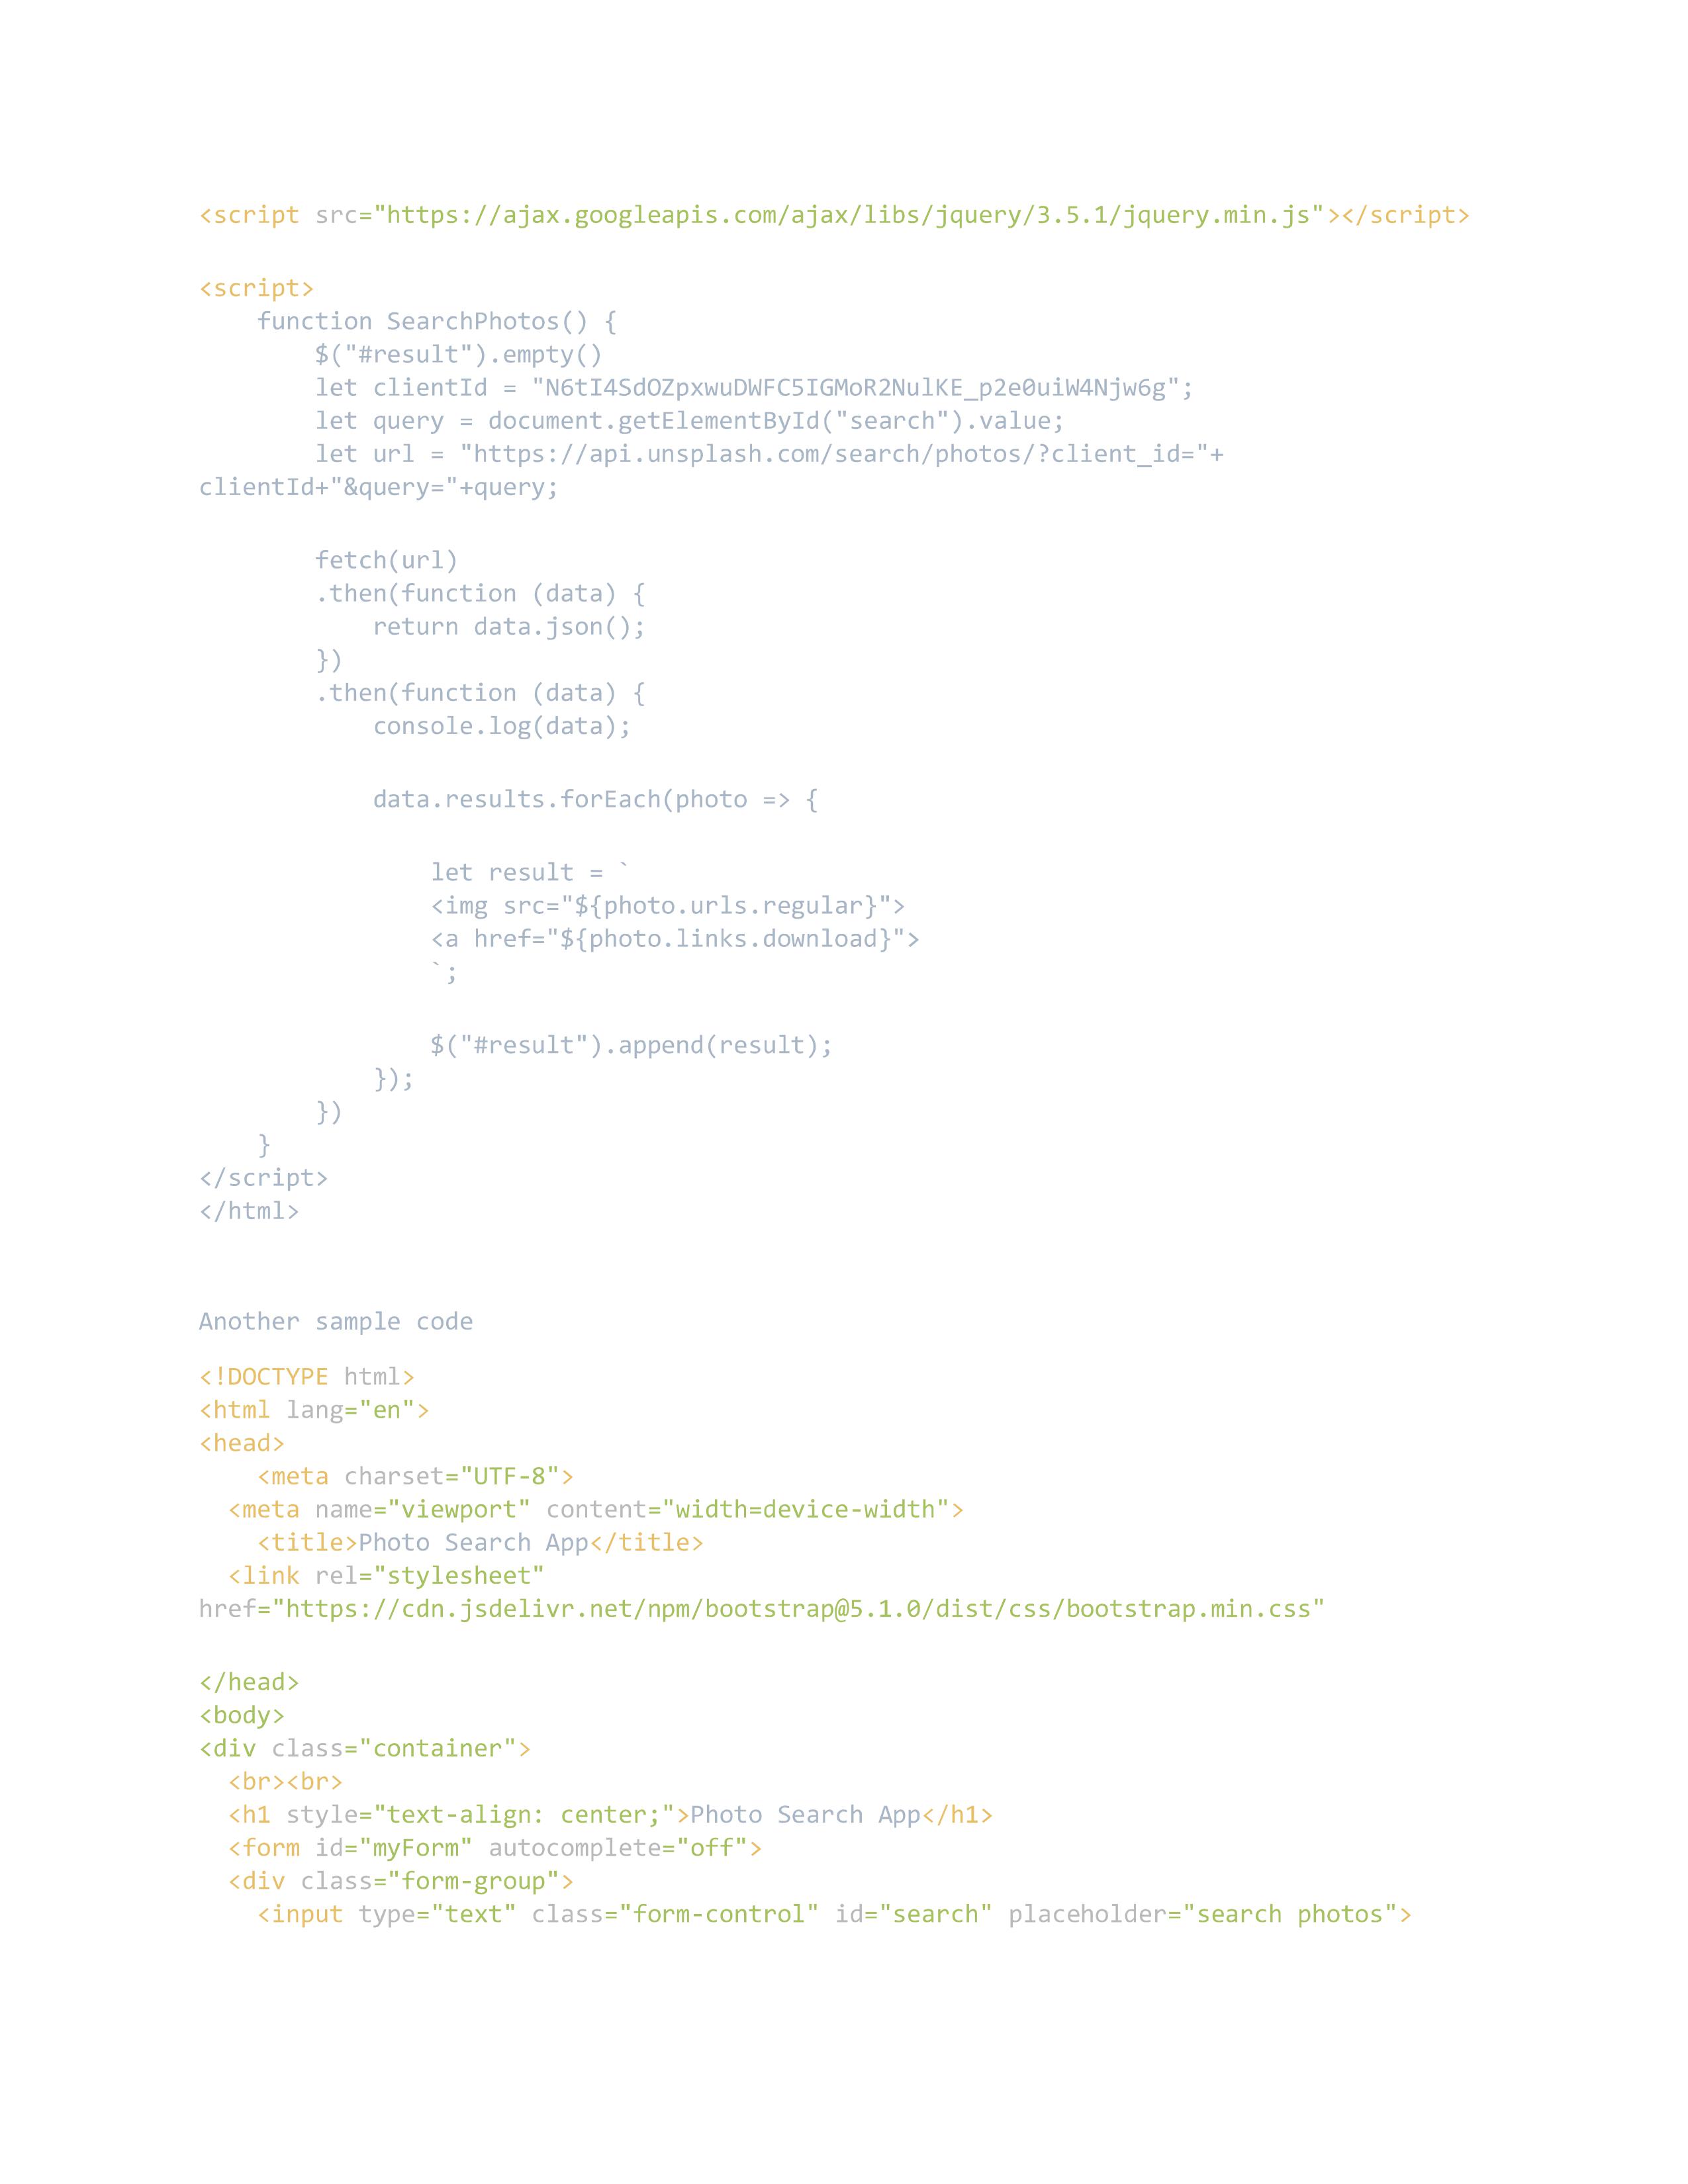 <script src="https://ajax.googleapis.com/ajax/libs/jquery/3.5.1/jquery.min.js"></script>
<script>
function SearchPhotos() {
$("#result").empty()
let clientId = "N6tI4SdOZpxwuDWFC5IGMoR2NulKE_p2e0uiW4Njw6g";
let query = document.getElementById("search").value;
let url = "https://api.unsplash.com/search/photos/?client_id="+
clientId+"&query="+query;
fetch(url)
.then(function (data) {
return data.json();
})
.then(function (data) {
console.log(data);
data.results.forEach(photo => {
let result = `
<img src="${photo.urls.regular}">
<a href="${photo.links.download}">
`;
$("#result").append(result);
});
})
}
</script>
</html>
Another sample code
<!DOCTYPE html>
<html lang="en">
<head>
<meta charset="UTF-8">
<meta name="viewport" content="width=device-width">
<title>Photo Search App</title>
<link rel="stylesheet"
href="https://cdn.jsdelivr.net/npm/bootstrap@5.1.0/dist/css/bootstrap.min.css"
</head>
<body>
<div class="container">
<br><br>
<h1 style="text-align: center;">Photo Search App</h1>
<form id="myForm" autocomplete="off">
<div class="form-group">
<input type="text" class="form-control" id="search" placeholder="search photos">